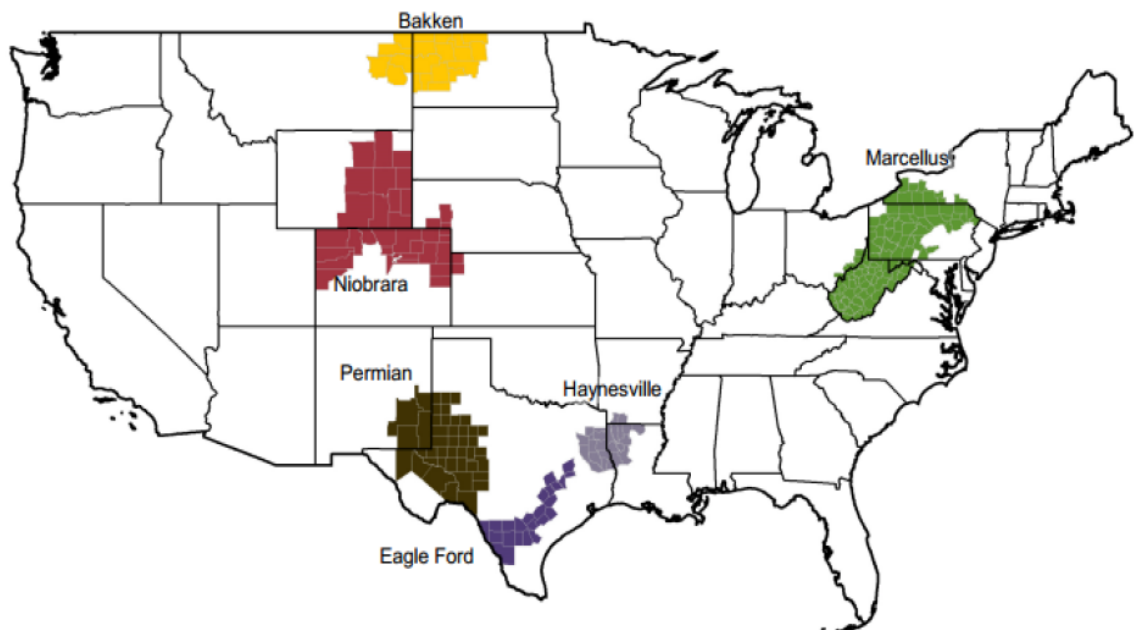 Bakken
Marcellus
Niobrara
Permian
Haynesville
Eagle Ford